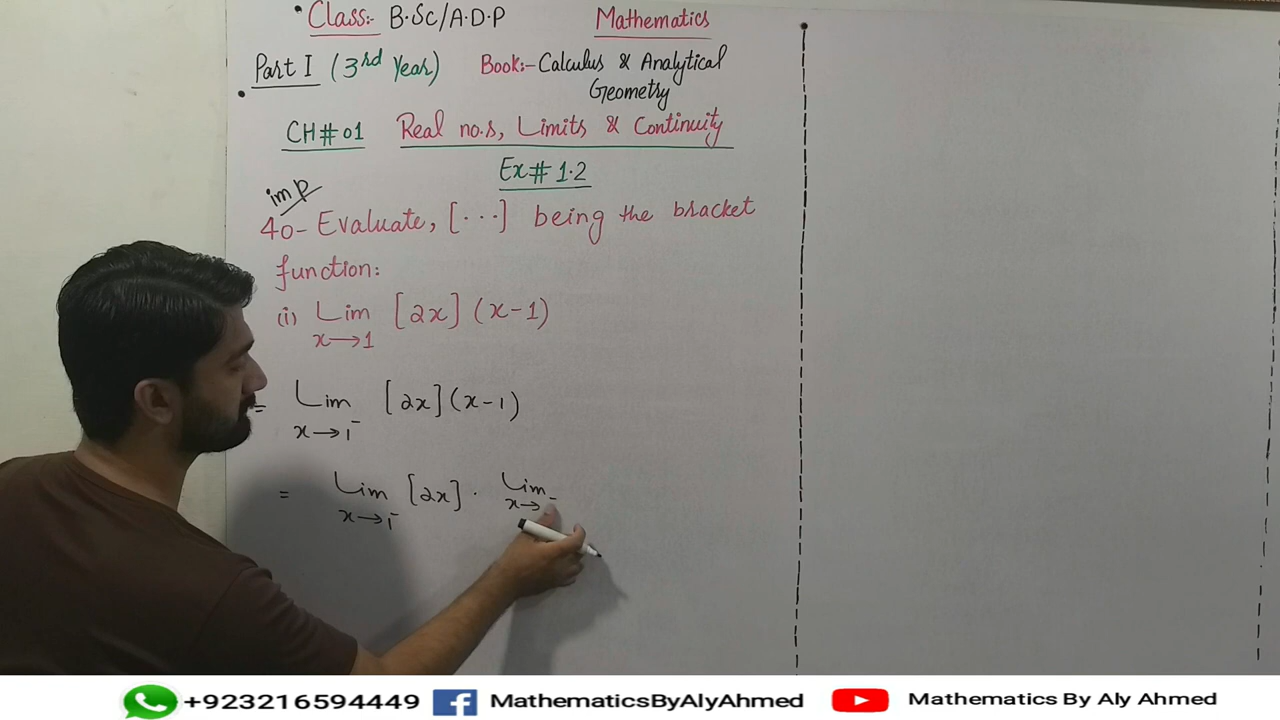 • Class:- B.Sc/A.D.P Mathematics
Part I (3rd Year) Book:- Calculus & Analytical
Geometry
CH# 01 Real no.s, Limits & Continuity
Ex# 1.2
imp
40- Evaluate, [...] being the bracket
function:
(i) Lim [2x] (x-1)
x→1
= Lim [2x] (x-1)
x→1⁻
= Lim [2x] . Lim
x→1⁻ x→
+923216594449 MathematicsByAlyAhmed Mathematics By Aly Ahmed